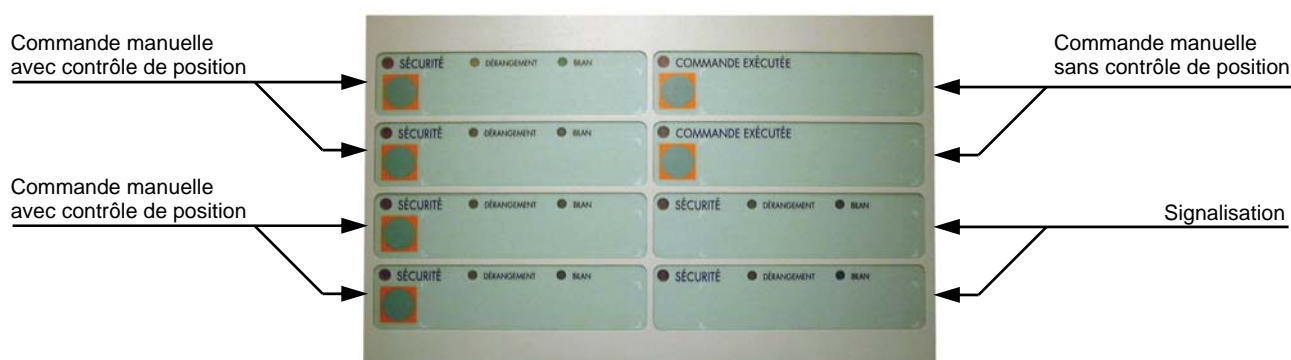 Commande manuelle
avec contrôle de position
Commande manuelle
avec contrôle de position
SÉCURITÉ DÉRANGEMENT BILAN
SÉCURITÉ DÉRANGEMENT BILAN
SÉCURITÉ DÉRANGEMENT BILAN
SÉCURITÉ DÉRANGEMENT BILAN
COMMANDE EXÉCUTÉE
COMMANDE EXÉCUTÉE
SÉCURITÉ DÉRANGEMENT BILAN
SÉCURITÉ DÉRANGEMENT BILAN
Commande manuelle
sans contrôle de position
Signalisation